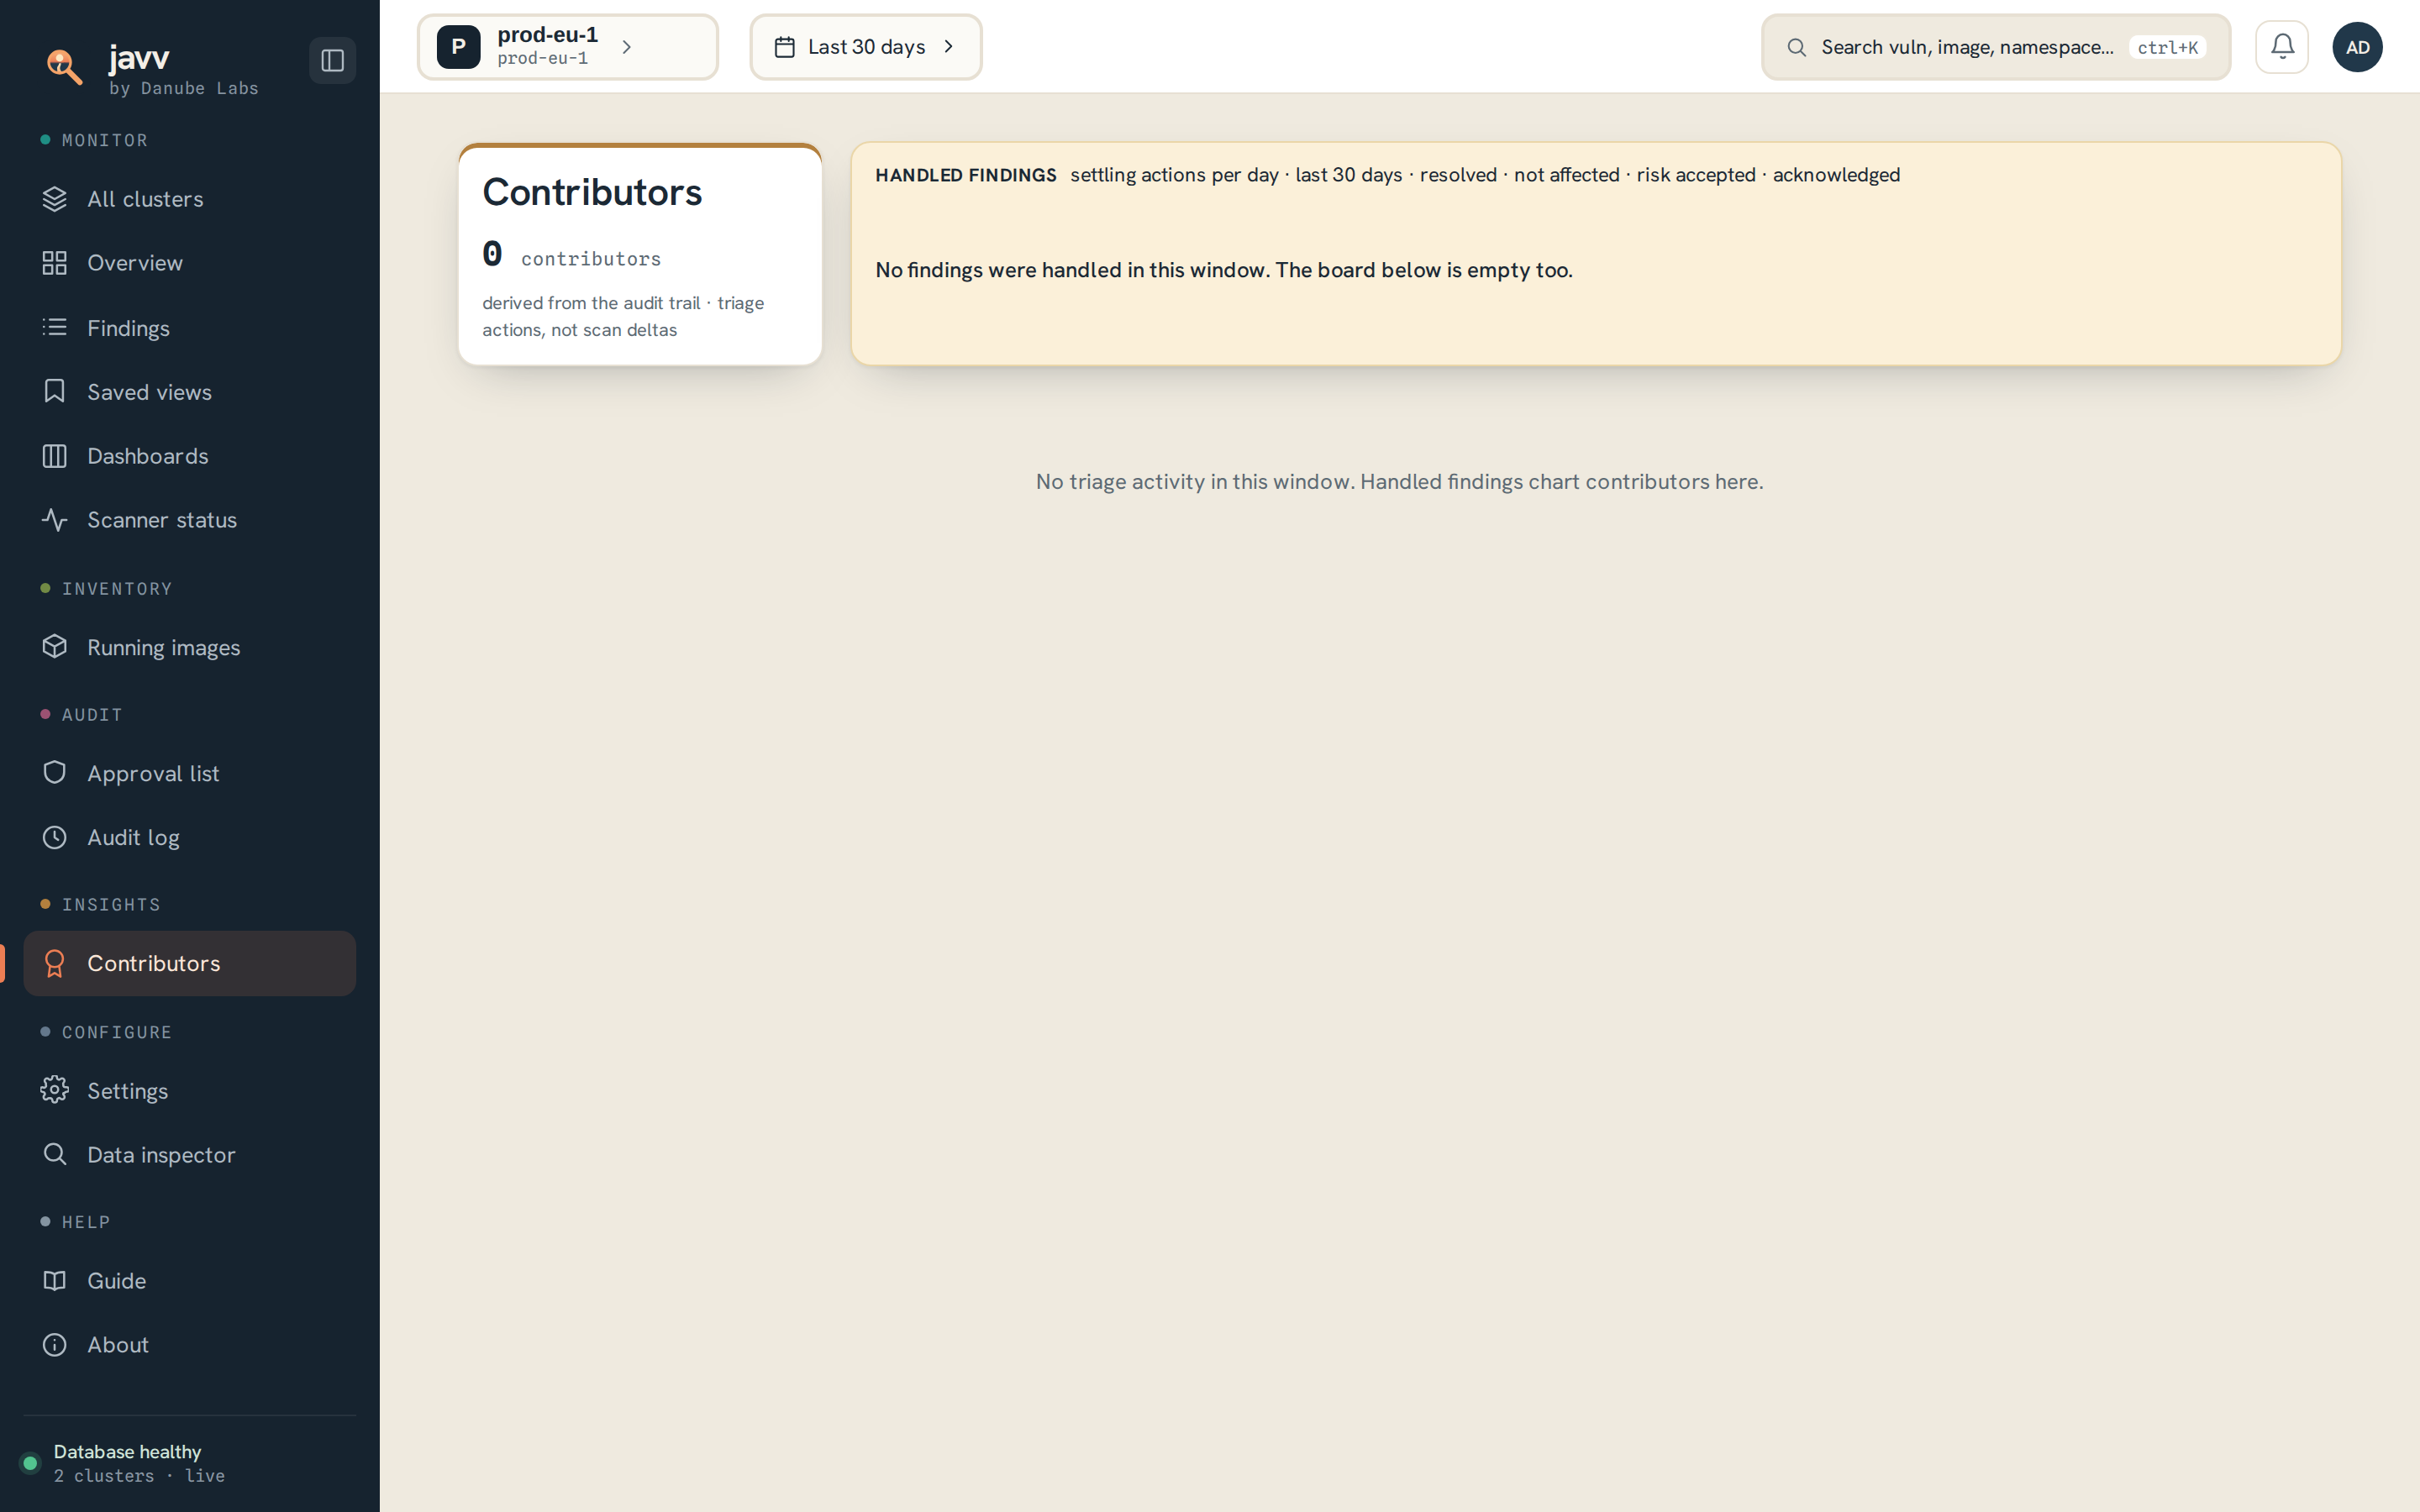 javv
by Danube Labs
MONITOR
All clusters
Overview
Findings
Saved views
Dashboards
Scanner status
INVENTORY
Running images
AUDIT
Approval list
Audit log
INSIGHTS
Contributors
CONFIGURE
Settings
Data inspector
HELP
Guide
About
Database healthy
2 clusters · live
P
prod-eu-1
prod-eu-1
Last 30 days
Search vuln, image, namespace...
ctrl+K
AD
Contributors
0 contributors
derived from the audit trail · triage
actions, not scan deltas
HANDLED FINDINGS settling actions per day · last 30 days · resolved · not affected · risk accepted · acknowledged
No findings were handled in this window. The board below is empty too.
No triage activity in this window. Handled findings chart contributors here.